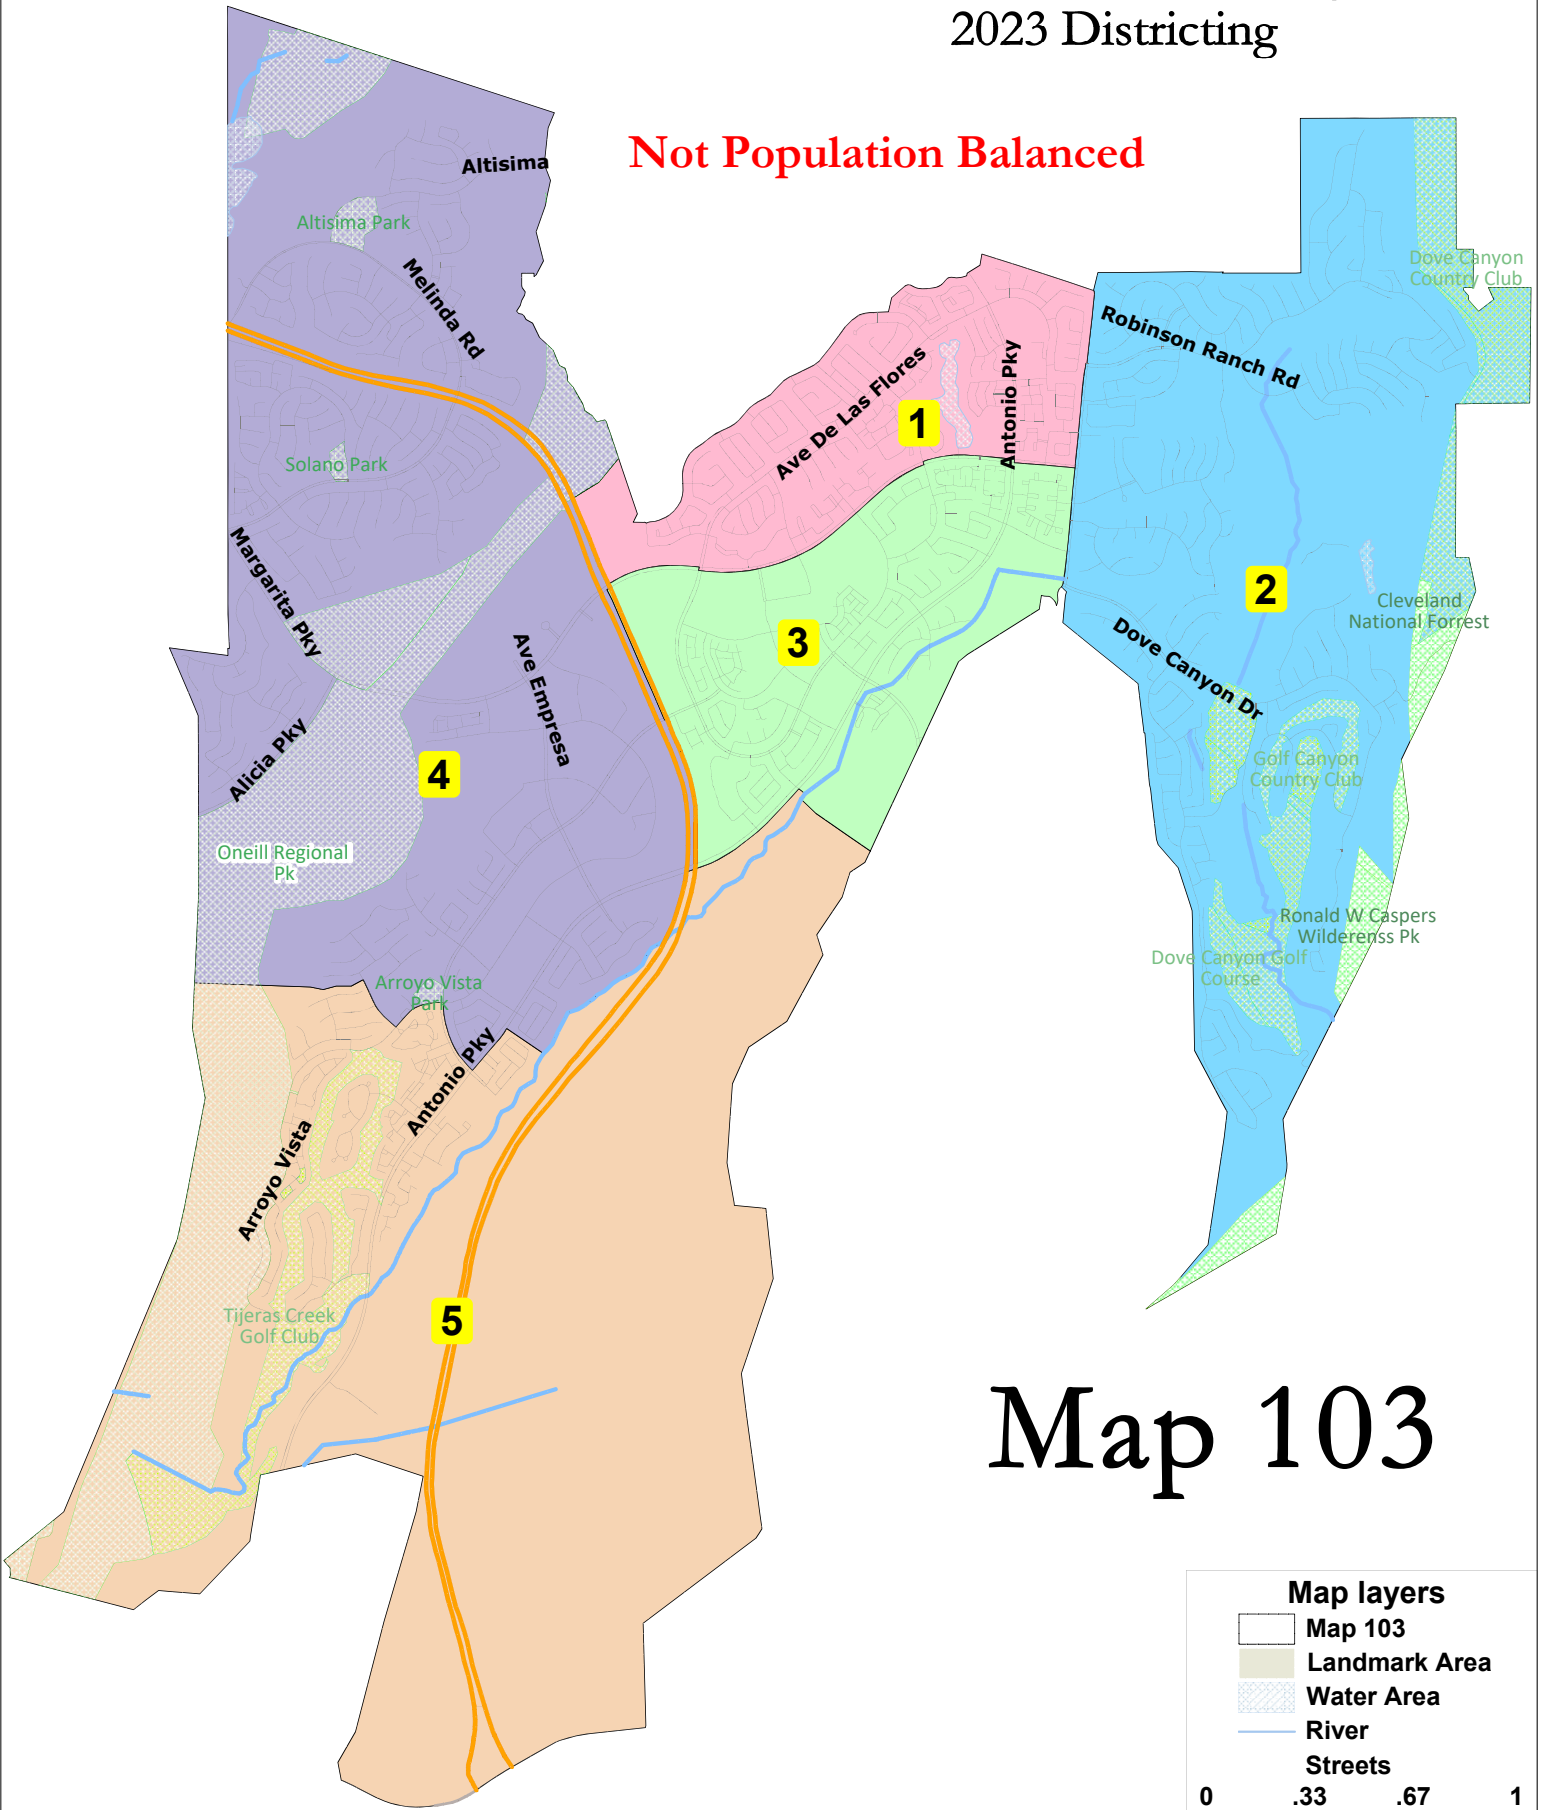 2023 Districting
Not Population Balanced
Altisima
Altisima Park
Melinda Rd
Dove Canyon
Country Club
Robinson Ranch Rd
Ave De Las Flores
Antonio Pky
1
Solano Park
Margarita Pky
2
Cleveland
National Forrest
3
Dove Canyon Dr
Ave Empresa
Alicia Pky
4
Golf Canyon
Country Club
Oneill Regional
Pk
Ronald W Caspers
Wilderenss Pk
Dove Canyon Golf
Course
Arroyo Vista
Park
Antonio Pky
Arroyo Vista
Tijeras Creek
Golf Club
5
Map 103
Map layers
Map 103
Landmark Area
Water Area
River
Streets
0 .33 .67 1